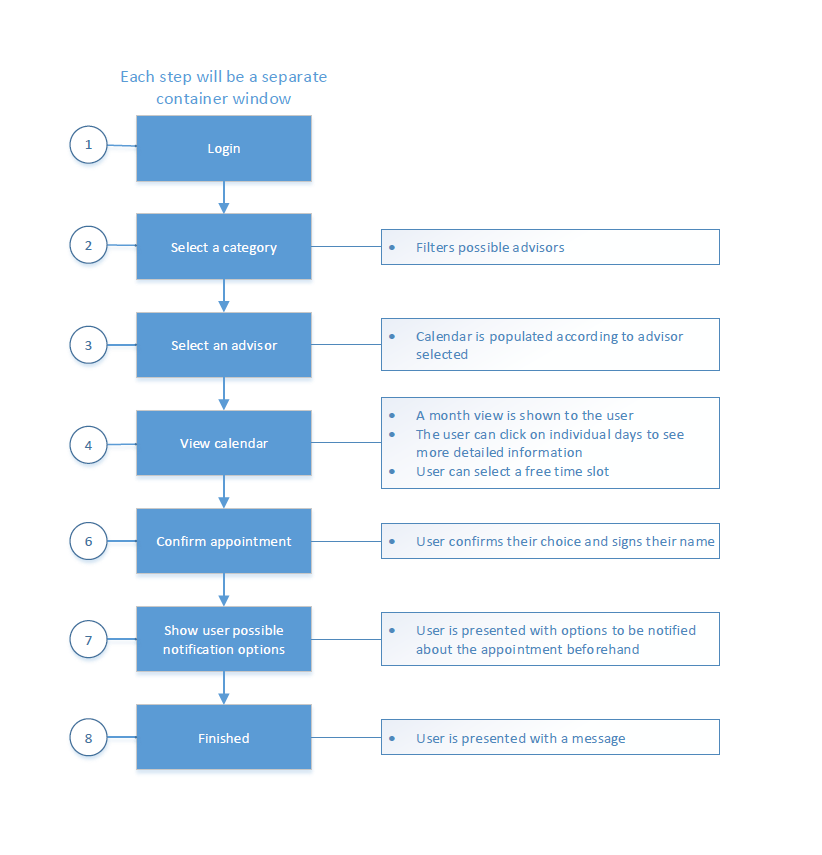 Each step will be a separate
container window
1
Login
2
Select a category
• Filters possible advisors
3
Select an advisor
• Calendar is populated according to advisor
selected
4
View calendar
• A month view is shown to the user
• The user can click on individual days to see
more detailed information
• User can select a free time slot
6
Confirm appointment
• User confirms their choice and signs their name
7
Show user possible
notification options
• User is presented with options to be notified
about the appointment beforehand
8
Finished
• User is presented with a message